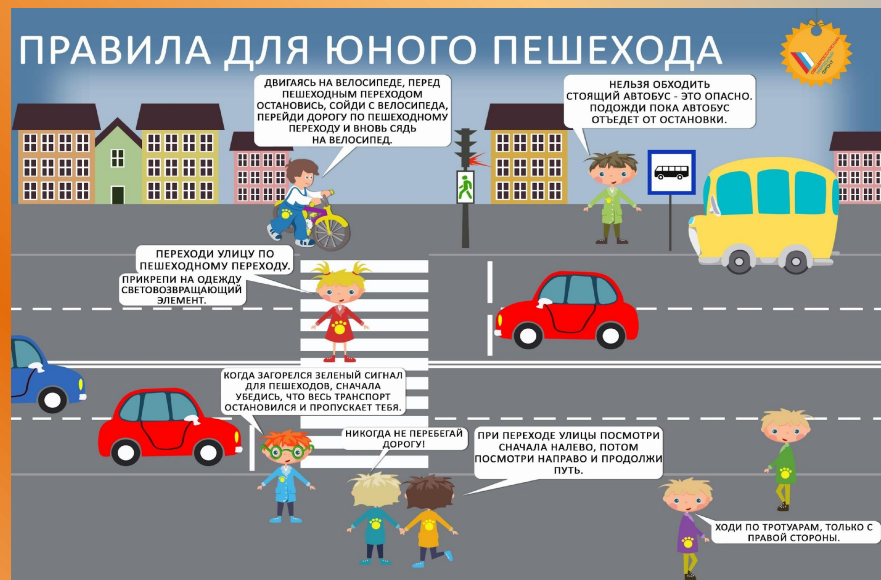 ПРАВИЛА ДЛЯ ЮНОГО ПЕШЕХОДА
ДВИГАЯСЬ НА ВЕЛОСИПЕДЕ, ПЕРЕД
ПЕШЕХОДНЫМ ПЕРЕХОДОМ
ОСТАНОВИСЬ, СОЙДИ С ВЕЛОСИПЕДА,
ПЕРЕЙДИ ДОРОГУ ПО ПЕШЕХОДНОМУ
ПЕРЕХОДУ И ВНОВЬ СЯДЬ
НА ВЕЛОСИПЕД.
НЕЛЬЗЯ ОБХОДИТЬ
СТОЯЩИЙ АВТОБУС - ЭТО ОПАСНО.
ПОДОЖДИ ПОКА АВТОБУС
ОТЪЕДЕТ ОТ ОСТАНОВКИ.
ПЕРЕХОДИ УЛИЦУ ПО
ПЕШЕХОДНОМУ ПЕРЕХОДУ.
ПРИКРЕПИ НА ОДЕЖДУ
СВЕТОВОЗВРАЩАЮЩИЙ
ЭЛЕМЕНТ.
КОГДА ЗАГОРЕЛСЯ ЗЕЛЕНЫЙ СИГНАЛ
ДЛЯ ПЕШЕХОДОВ, СНАЧАЛА
УБЕДИСЬ, ЧТО ВЕСЬ ТРАНСПОРТ
ОСТАНОВИЛСЯ И ПРОПУСКАЕТ ТЕБЯ.
НИКОГДА НЕ ПЕРЕБЕГАЙ
ДОРОГУ!
ПРИ ПЕРЕХОДЕ УЛИЦЫ ПОСМОТРИ
СНАЧАЛА НАЛЕВО, ПОТОМ
ПОСМОТРИ НАПРАВО И ПРОДОЛЖИ
ПУТЬ.
ХОДИ ПО ТРОТУАРАМ, ТОЛЬКО С
ПРАВОЙ СТОРОНЫ.